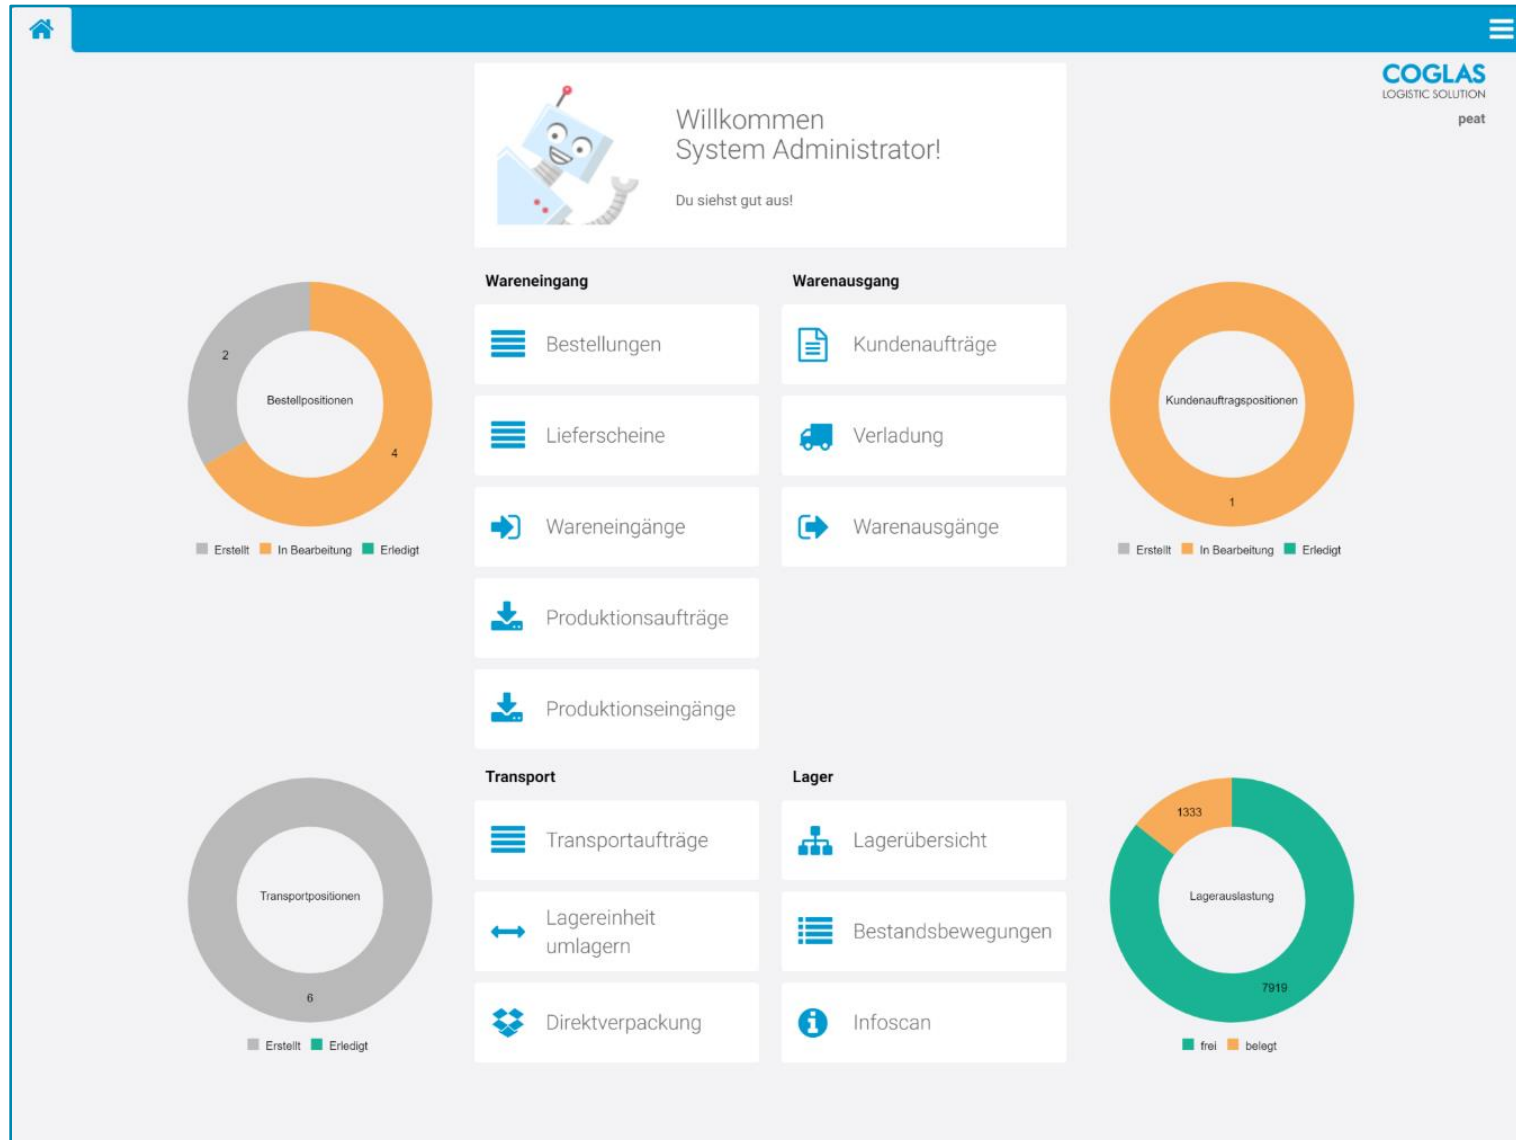 COGLAS
LOGISTIC SOLUTION
peat
Willkommen
System Administrator!
Du siehst gut aus!
Wareneingang
Warenausgang
Bestellungen
Kundenaufträge
Lieferscheine
Verladung
Wareneingänge
Warenausgänge
Produktionsaufträge
Produktionseingänge
2
Bestellpositionen
4
Erstellt In Bearbeitung Erledigt
Kundenauftragspositionen
1
Erstellt In Bearbeitung Erledigt
Transport
Lager
Transportaufträge
Lagerübersicht
Lagereinheit
umlagern
Bestandsbewegungen
Direktverpackung
Infoscan
Transportpositionen
6
Erstellt Erledigt
1333
Lagerauslastung
7919
frei belegt